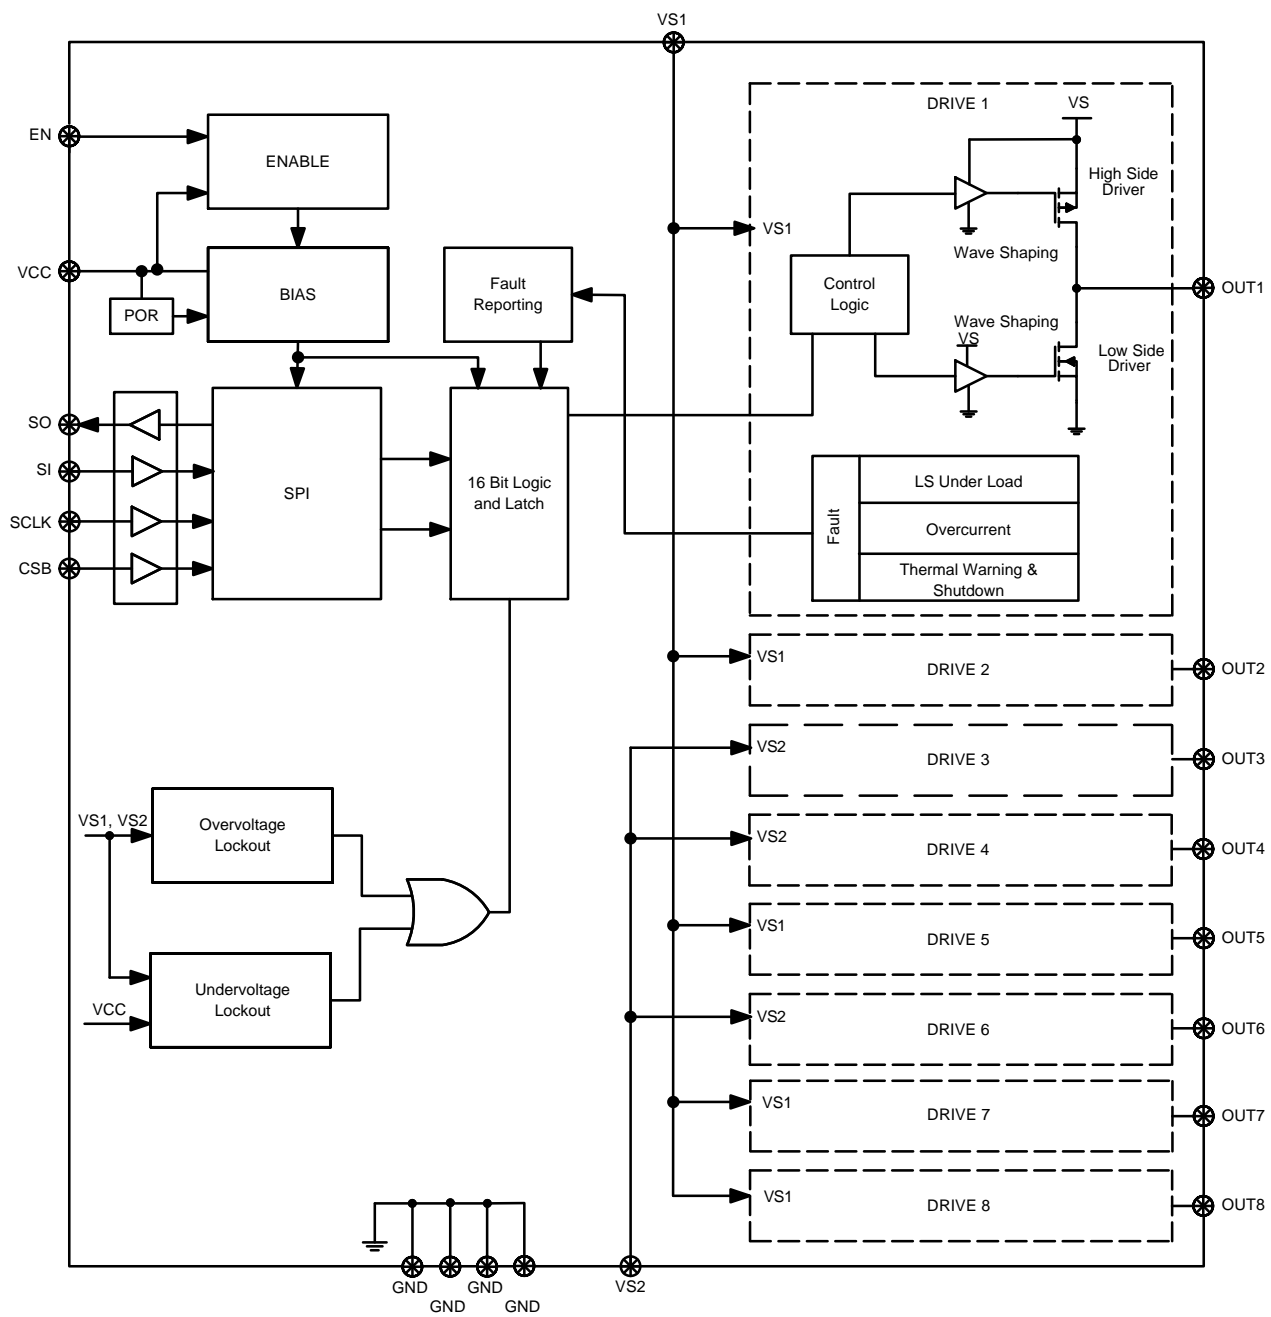 VS1
EN
ENABLE
VCC
BIAS
POR
Fault
Reporting
SO
SI
SCLK
CSB
SPI
16 Bit Logic
and Latch
DRIVE 1
VS
High Side
Driver
VS1
Wave Shaping
Control
Logic
OUT1
Wave Shaping
VS
Low Side
Driver
Fault
LS Under Load
Overcurrent
Thermal Warning &
Shutdown
VS1
DRIVE 2
OUT2
VS2
DRIVE 3
OUT3
VS2
DRIVE 4
OUT4
VS1
DRIVE 5
OUT5
VS2
DRIVE 6
OUT6
VS1
DRIVE 7
OUT7
VS1
DRIVE 8
OUT8
VS1, VS2
Overvoltage
Lockout
Undervoltage
Lockout
VCC
GND
GND
GND
GND
VS2